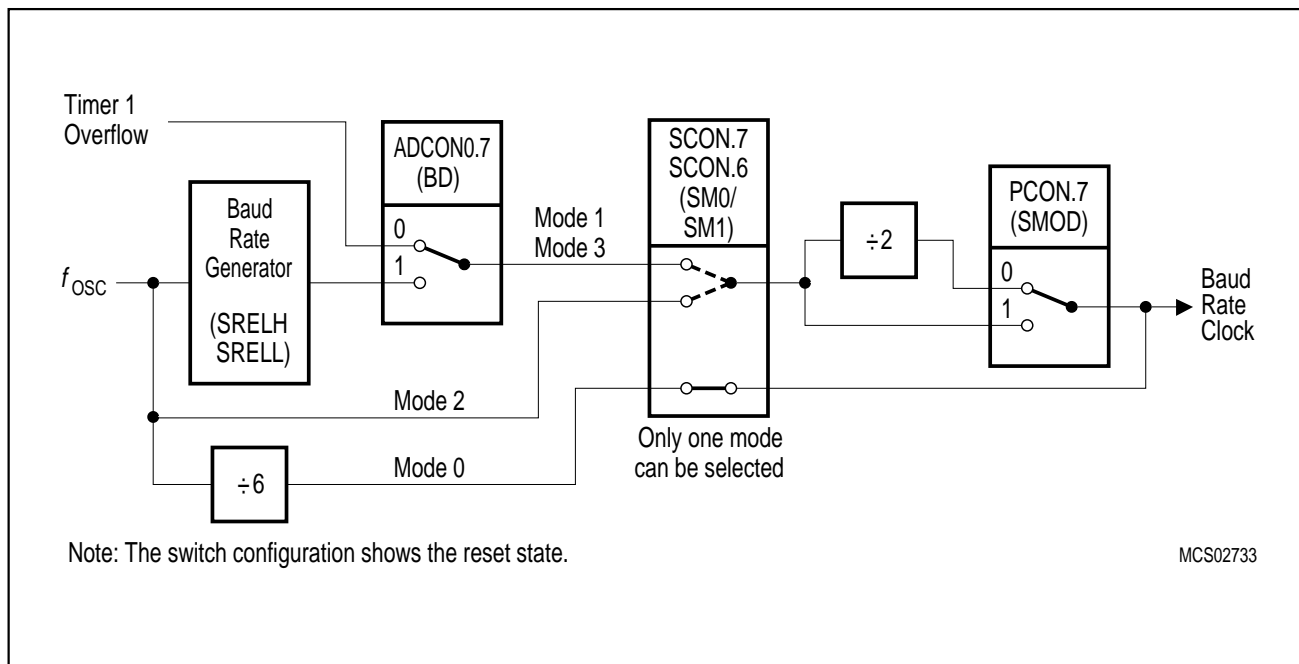 Timer 1
Overflow
ADCON0.7
(BD)
0
1
Baud
Rate
Generator
(SRELH
SRELL)
f OSC
Mode 1
Mode 3
Mode 2
Mode 0
÷6
SCON.7
SCON.6
(SM0/
SM1)
Only one mode
can be selected
÷2
PCON.7
(SMOD)
0
1
Baud
Rate
Clock
Note: The switch configuration shows the reset state.
MCS02733